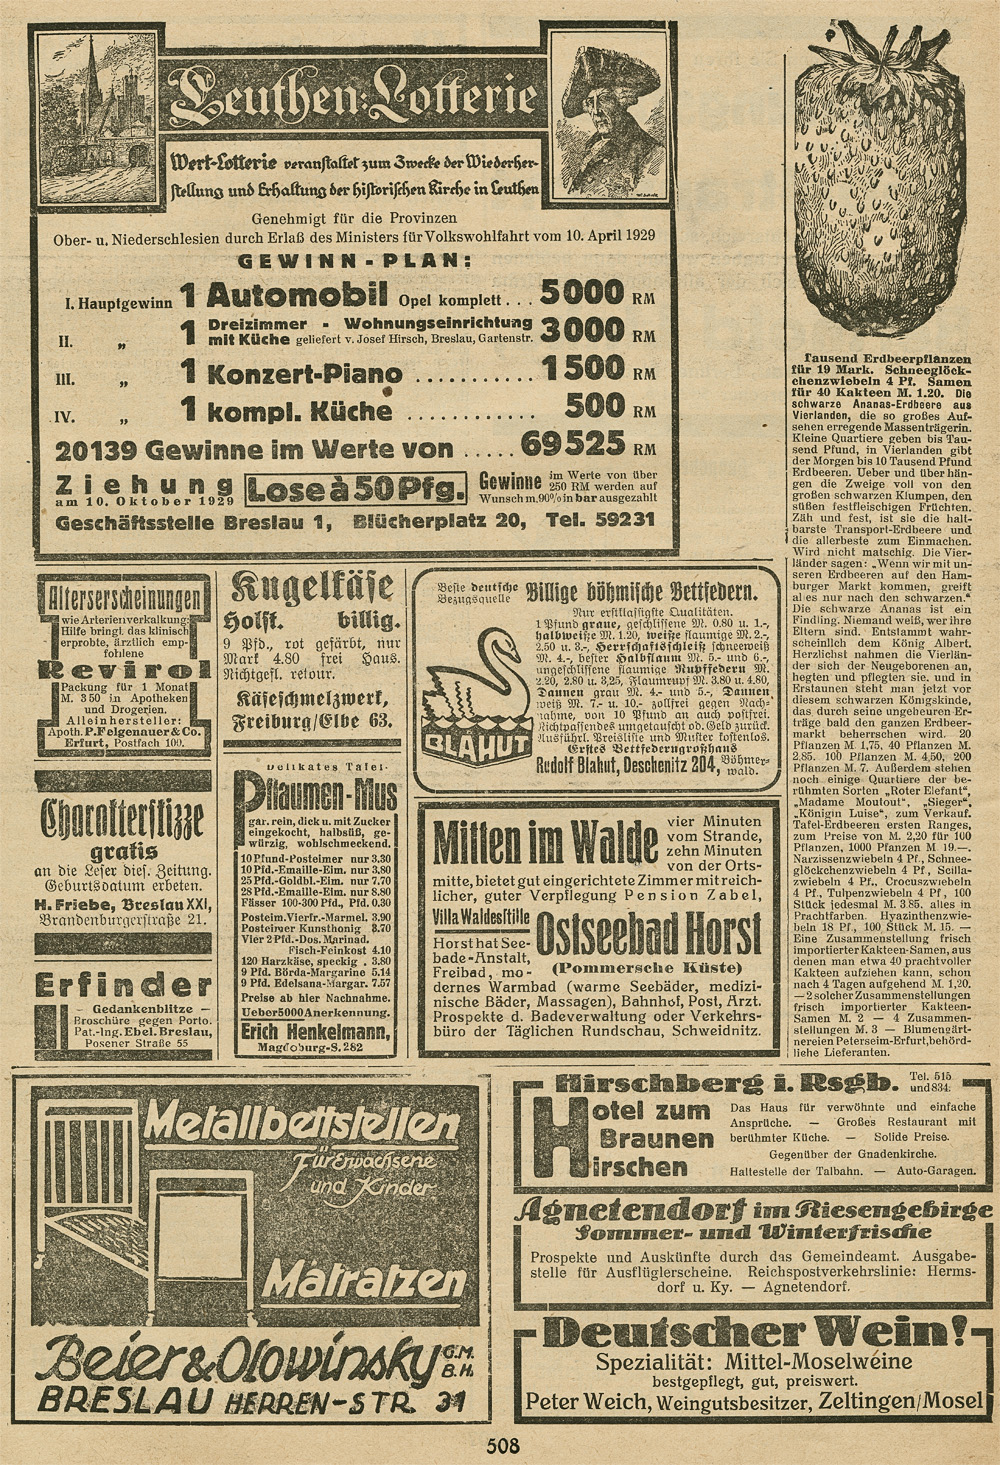 Leuthen-Lotterie
Wert-Lotterie veranstaltet zum Zwecke der Wiederher-
stellung und Erhaltung der historischen Kirche in Leuthen
Genehmigt für die Provinzen
Ober- u. Niederschlesien durch Erlaß des Ministers für Volkswohlfahrt vom 10. April 1929
GEWINN-PLAN:
I. Hauptgewinn 1 Automobil Opel komplett... 5000 RM
II. „ 1 Dreizimmer - Wohnungseinrichtung
mit Küche geliefert v. Josef Hirsch, Breslau, Gartenstr. 3000 RM
III. „ 1 Konzert-Piano .......... 1500 RM
IV. „ 1 kompl. Küche ........... 500 RM
20139 Gewinne im Werte von ..... 69525 RM
Ziehung
am 10. Oktober 1929
Lose à 50 Pfg.
Gewinne im Werte von über
250 RM werden auf
Wunsch m. 90% in bar ausgezahlt
Geschäftsstelle Breslau 1, Blücherplatz 20, Tel. 59231
Tausend Erdbeerpflanzen
für 19 Mark. Schneeglöck-
chenzwiebeln 4 Pf. Samen
für 40 Kakteen M. 1.20. Die
schwarze Ananas-Erdbeere aus
Vierlanden, die so großes Auf-
sehen erregende Massenträgerin.
Kleine Quartiere geben bis Tau-
send Pfund, in Vierlanden gibt
der Morgen bis 10 Tausend Pfund
Erdbeeren. Ueber und über hän-
gen die Zweige voll von den
großen schwarzen Klumpen, den
süßen festfleischigen Früchten.
Zäh und fest, ist sie die halt-
barste Transport-Erdbeere und
die allerbeste zum Einmachen.
Wird nicht matschig. Die Vier-
länder sagen: „Wenn wir mit un-
seren Erdbeeren auf den Ham-
burger Markt kommen, greift
alles nur nach den schwarzen.“
Die schwarze Ananas ist ein
Findling. Niemand weiß, wer ihre
Eltern sind. Entstammt wahr-
scheinlich dem König Albert.
Herzlichst nahmen die Vierlän-
der sich der Neugeborenen an,
hegten und pflegten sie, und in
Erstaunen steht man jetzt vor
diesem schwarzen Königskinde,
das durch seine ungeheuren Er-
träge bald den ganzen Erdbeer-
markt beherrschen wird. 20
Pflanzen M. 1,75, 40 Pflanzen M.
2.85, 100 Pflanzen M. 4,50, 200
Pflanzen M. 7. Außerdem stehen
noch einige Quartiere der be-
rühmten Sorten „Roter Elefant“,
„Madame Moutout“, „Sieger“,
„Königin Luise“, zum Verkauf.
Tafel-Erdbeeren ersten Ranges,
zum Preise von M. 2,20 für 100
Pflanzen, 1000 Pflanzen M 19.—.
Narzissenzwiebeln 4 Pf., Schnee-
glöckchenzwiebeln 4 Pf., Scilla-
zwiebeln 4 Pf., Crocuszwiebeln
4 Pf., Tulpenzwiebeln 4 Pf., 100
Stück jedesmal M. 3.85, alles in
Prachtfarben. Hyazinthenzwie-
beln 18 Pf., 100 Stück M. 15. —
Eine Zusammenstellung frisch
importierter Kakteen-Samen, aus
denen man etwa 40 prachtvoller
Kakteen aufziehen kann, schon
nach 4 Tagen aufgehend M. 1,20.
— 2 solcher Zusammenstellungen
frisch importierter Kakteen-
Samen M. 2 — 4 Zusammen-
stellungen M. 3 — Blumengärt-
nereien Peterseim-Erfurt, behörd-
liche Lieferanten.
Alterserscheinungen
wie Arterienverkalkung:
Hilfe bringt das klinisch
erprobte, ärztlich emp-
fohlene
Revirol
Packung für 1 Monat
M. 3 50 in Apotheken
und Drogerien.
Alleinhersteller:
Apoth. P. Felgenauer & Co.
Erfurt, Postfach 109.
Kugelkäse
Holst. billig.
9 Pfd., rot gefärbt, nur
Mark 4.80 frei Haus.
Nichtgefl. retour.
Käseschmelzwerk,
Freiburg/Elbe 63.
Beste deutsche
Bezugsquelle
Billige böhmische Bettfedern.
Nur erstklassigste Qualitäten.
1 Pfund graue, geschlissene M. 0.80 u. 1.-,
halbweiße M. 1.20, weiße flaumige M. 2.-,
2.50 u. 3.-, Herrschaftsschleiß schneeweiß
M. 4.-, bester Halbflaum M. 5.- und 6.-,
ungeschlissene flaumige Rupffedern M.
2.20, 2.80 u. 3,25, Flaumrupf M. 3.80 u. 4.80,
Daunen grau M. 4.- und 5.-, Daunen
weiß M. 7.- u. 10.- zollfrei gegen Nach-
nahme, von 10 Pfund an auch postfrei.
Nichtpassendes umgetauscht od. Geld zurück.
Ausführl. Preisliste und Muster kostenlos.
Erstes Bettfederngroßhaus
Rudolf Blahut, Deschenitz 204, Böhmer-
wald.
BLAHUT
Charakterskizze
gratis
an die Leser dies. Zeitung.
Geburtsdatum erbeten.
H. Friebe, Breslau XXI,
Brandenburgerstraße 21.
Delikates Tafel-
Pflaumen-Mus
gar. rein, dick u. mit Zucker
eingekocht, halbsüß, ge-
würzig, wohlschmeckend.
10 Pfund-Posteimer nur 3.30
10 Pfd.-Emaille-Eim. nur 3.80
25 Pfd.-Goldbl.-Eim. nur 7.70
28 Pfd.-Emaille-Eim. nur 8.80
Fässer 100-300 Pfd., Pfd. 0.30
Posteim. Vierfr.-Marmel. 3.90
Posteimer Kunsthonig 3.70
Vier 2 Pfd.-Dos. Marinad.
Fisch-Feinkost 4.10
120 Harzkäse, speckig . 3.80
9 Pfd. Börda-Margarine 5.14
9 Pfd. Edelsana-Margar. 7.57
Preise ab hier Nachnahme.
Ueber 5000 Anerkennung.
Erich Henkelmann,
Magdeburg-S. 282
Mitten im Walde
vier Minuten
vom Strande,
zehn Minuten
von der Orts-
mitte, bietet gut eingerichtete Zimmer mit reich-
licher, guter Verpflegung Pension Zabel,
Villa Waldesstille
Ostseebad Horst
(Pommersche Küste)
Horst hat See-
bade-Anstalt,
Freibad, mo-
dernes Warmbad (warme Seebäder, medizi-
nische Bäder, Massagen), Bahnhof, Post, Arzt.
Prospekte d. Badeverwaltung oder Verkehrs-
büro der Täglichen Rundschau, Schweidnitz.
Erfinder
- Gedankenblitze -
Broschüre gegen Porto.
Pat.-Ing. Ebel. Breslau,
Posener Straße 55
Metallbettstellen
Für Erwachsene
und Kinder
Matratzen
Beier & Olowinsky G.M.
B.H.
BRESLAU HERREN-STR. 31
Hirschberg i. Rsgb. Tel. 515
und 834.
Hotel zum
Braunen
Hirschen
Das Haus für verwöhnte und einfache
Ansprüche. — Großes Restaurant mit
berühmter Küche. — Solide Preise.
Gegenüber der Gnadenkirche.
Haltestelle der Talbahn. — Auto-Garagen.
Agnetendorf im Riesengebirge
Sommer- und Winterfrische
Prospekte und Auskünfte durch das Gemeindeamt. Ausgabe-
stelle für Ausflüglerscheine. Reichspostverkehrslinie: Herms-
dorf u. Ky. — Agnetendorf.
Deutscher Wein!
Spezialität: Mittel-Moselweine
bestgepflegt, gut, preiswert.
Peter Weich, Weingutsbesitzer, Zeltingen/Mosel
508